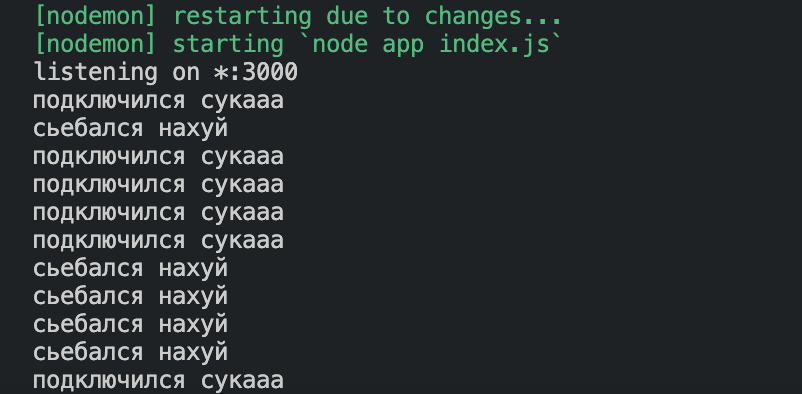 [nodemon] restarting due to changes...
[nodemon] starting `node app index.js`
listening on *:3000
подключился сукааа
сьебался нахуй
подключился сукааа
подключился сукааа
подключился сукааа
подключился сукааа
сьебался нахуй
сьебался нахуй
сьебался нахуй
сьебался нахуй
подключился сукааа